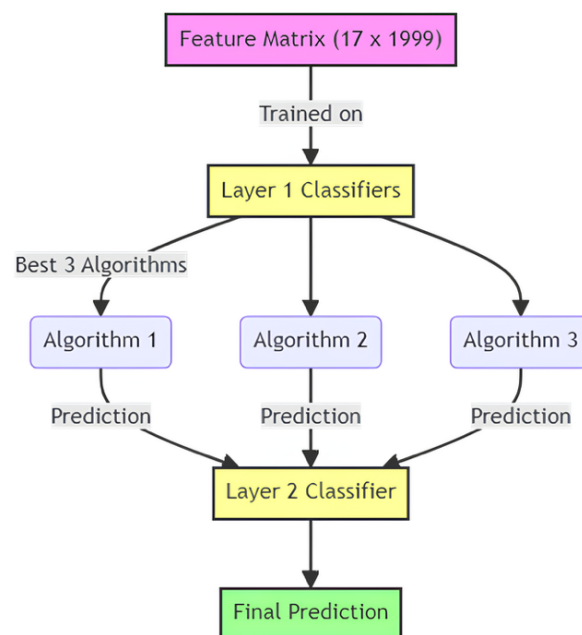 Feature Matrix (17 x 1999)
Trained on
Layer 1 Classifiers
Best 3 Algorithms
Algorithm 1
Algorithm 2
Algorithm 3
Prediction
Prediction
Prediction
Layer 2 Classifier
Final Prediction